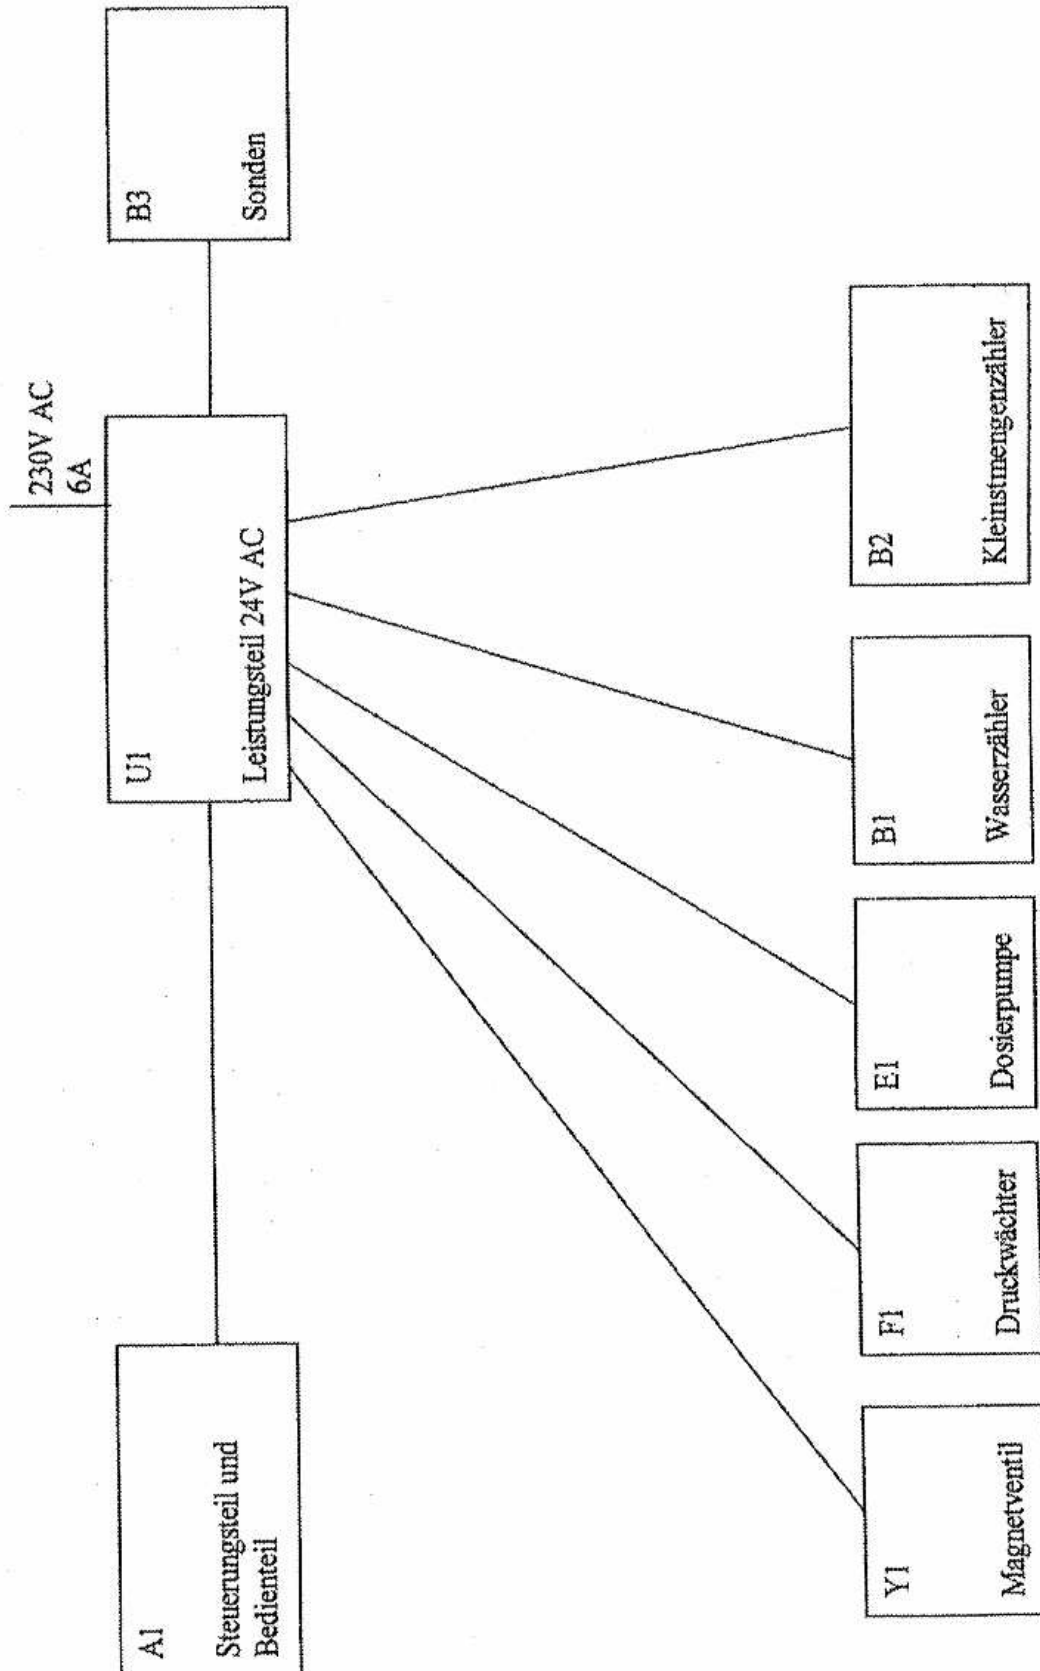 230V AC
6A
A1
Steuerungsteil und
Bedienteil
U1
Leistungsteil 24V AC
B3
Sonden
Y1
Magnetventil
F1
Druckwächter
E1
Dosierpumpe
B1
Wasserzähler
B2
Kleinstmengenzähler